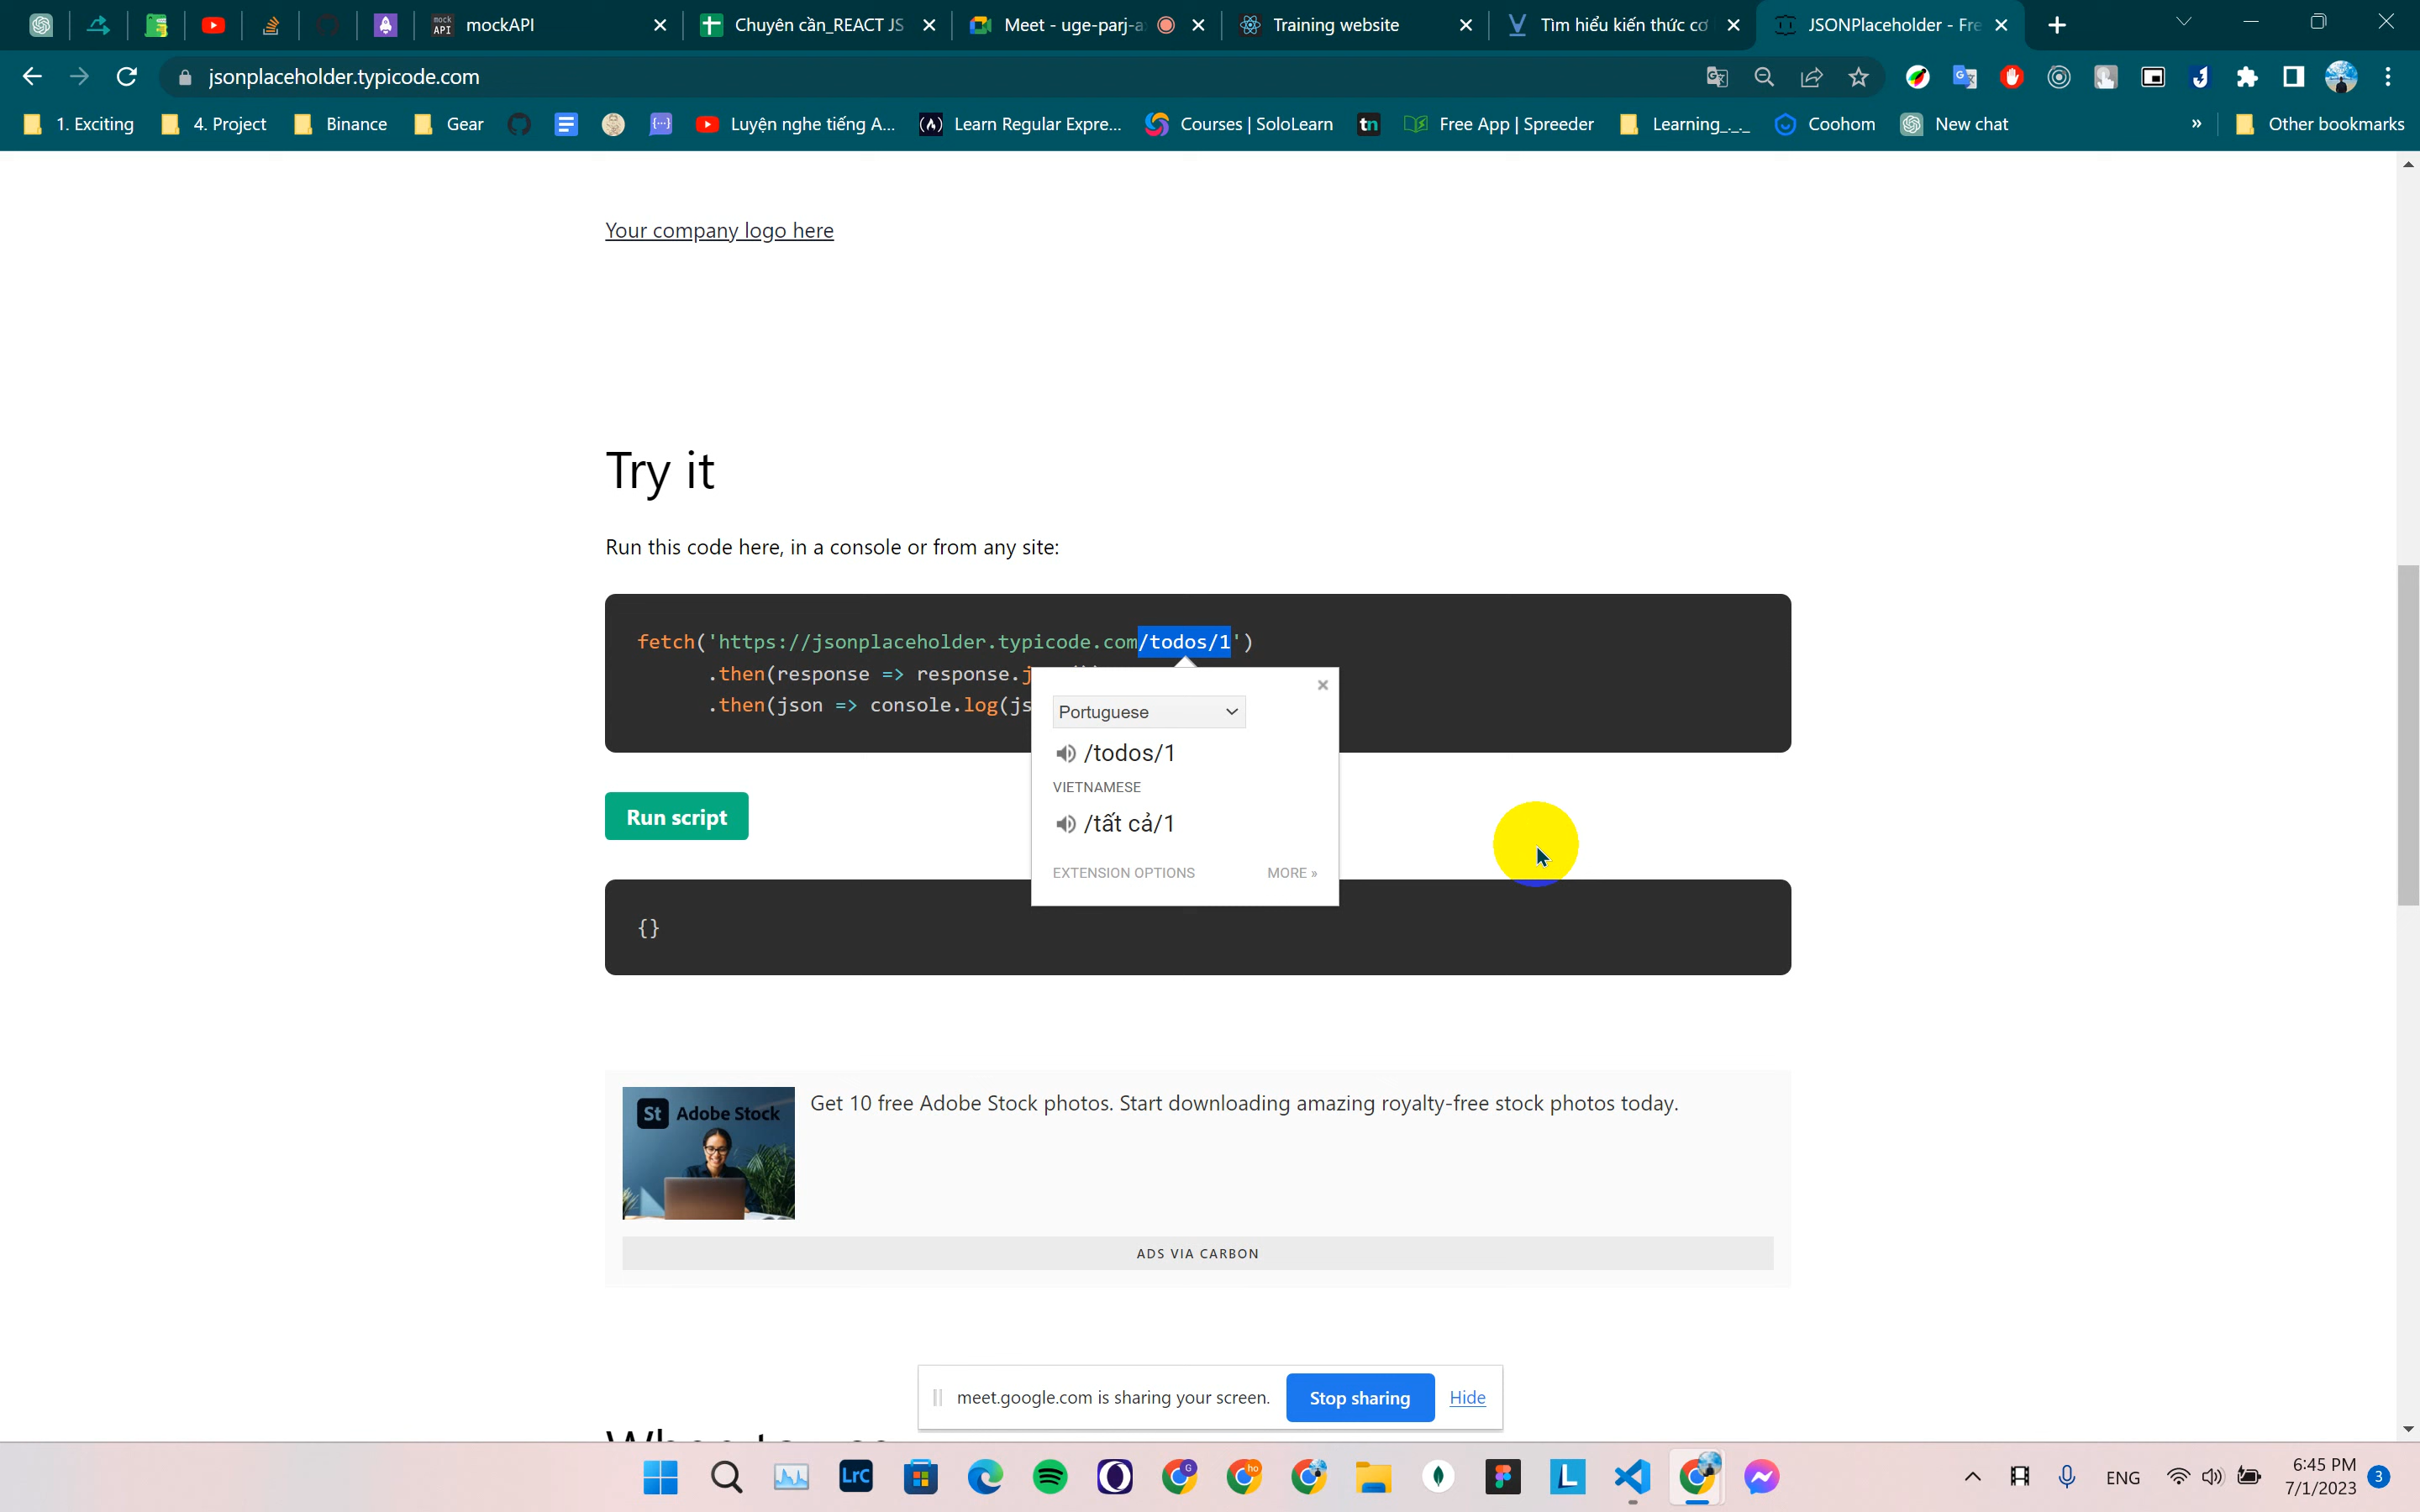 mock
API
mockAPI
Chuyên cần_REACT JS
Meet - uge-parj-a
Training website
Tìm hiểu kiến thức cơ
JSONPlaceholder - Fre
jsonplaceholder.typicode.com
1. Exciting
4. Project
Binance
Gear
Luyện nghe tiếng A...
Learn Regular Expre...
Courses | SoloLearn
tn
Free App | Spreeder
Learning_._._
Coohom
New chat
»
Other bookmarks
Your company logo here
Try it
Run this code here, in a console or from any site:
fetch('https://jsonplaceholder.typicode.com/todos/1')
.then(response => response.j
.then(json => console.log(js
Portuguese
/todos/1
VIETNAMESE
/tất cả/1
EXTENSION OPTIONS
MORE »
Run script
{}
St Adobe Stock
Get 10 free Adobe Stock photos. Start downloading amazing royalty-free stock photos today.
ADS VIA CARBON
meet.google.com is sharing your screen.
Stop sharing
Hide
LrC
G
ho
L
ENG
6:45 PM
7/1/2023
3